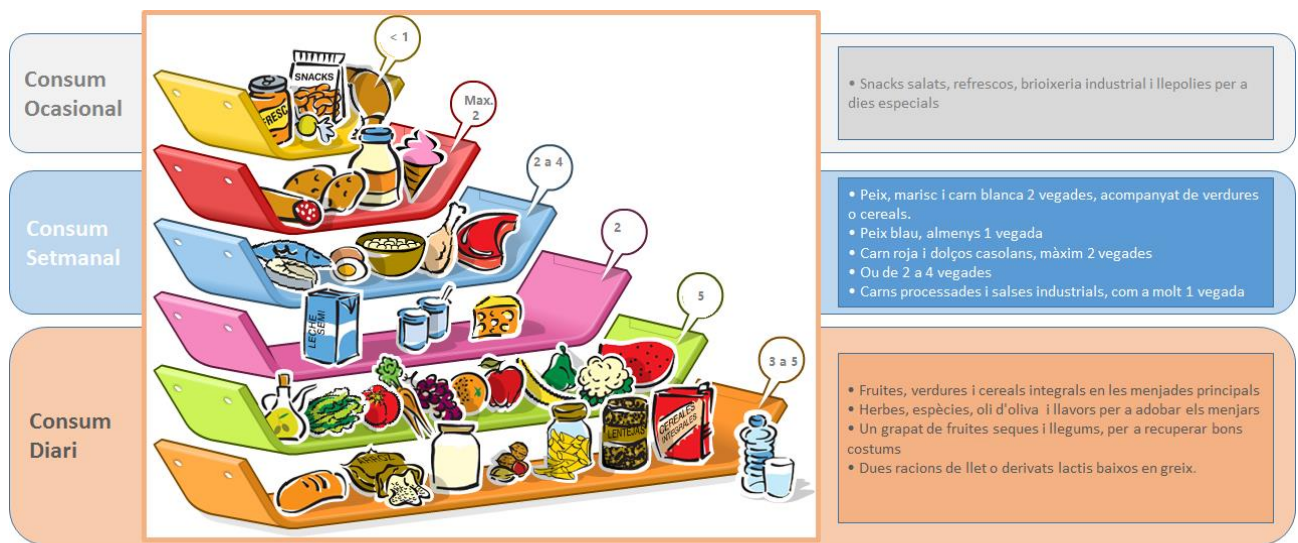 Consum
Ocasional
< 1
SNACKS
FRESC
Max.
2
• Snacks salats, refrescos, brioixeria industrial i llepolies per a
dies especials
Consum
Setmanal
2 a 4
2
LECHE
SEMI
• Peix, marisc i carn blanca 2 vegades, acompanyat de verdures
o cereals.
• Peix blau, almenys 1 vegada
• Carn roja i dolços casolans, màxim 2 vegades
• Ou de 2 a 4 vegades
• Carns processades i salses industrials, com a molt 1 vegada
Consum
Diari
5
3 a 5
ARROZ
LENTEJAS
CEREALES
INTEGRALES
• Fruites, verdures i cereals integrals en les menjades principals
• Herbes, espècies, oli d'oliva i llavors per a adobar els menjars
• Un grapat de fruites seques i llegums, per a recuperar bons
costums
• Dues racions de llet o derivats lactis baixos en greix.